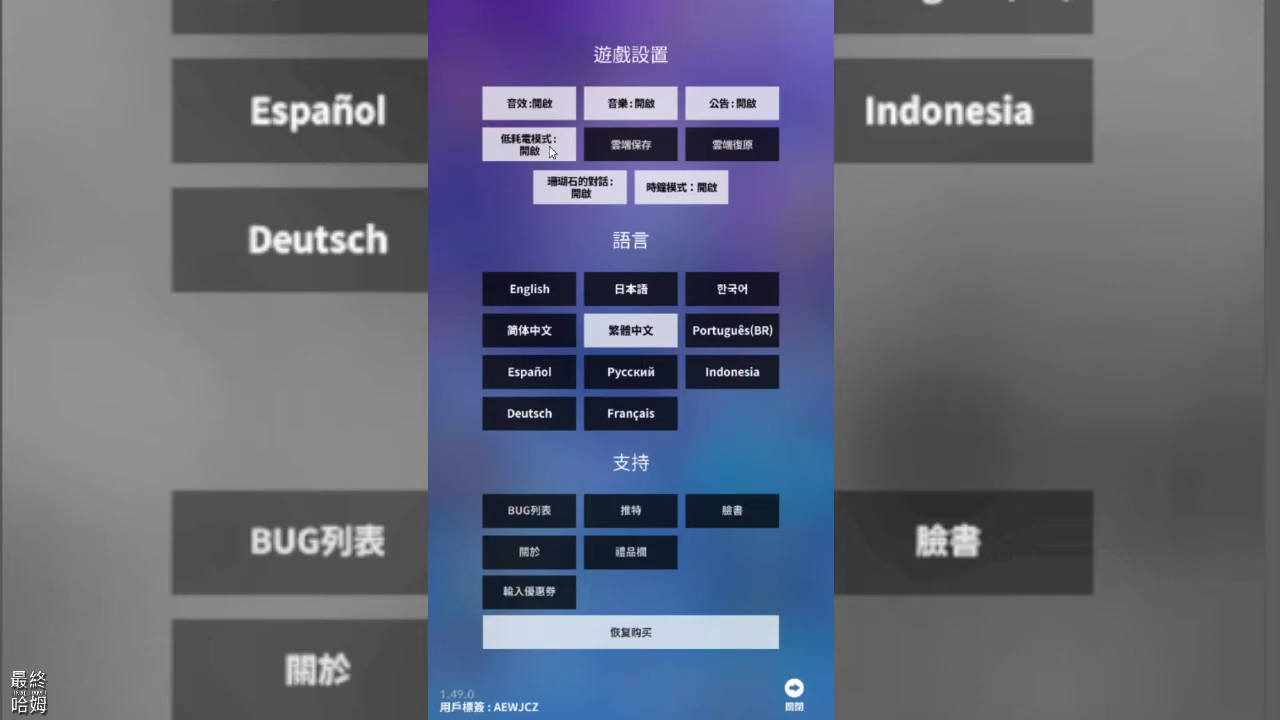 遊戲設置
音效:開啟
音樂:開啟
公告:開啟
低耗電模式:
開啟
雲端保存
雲端復原
珊瑚石的對話:
開啟
時鐘模式：開啟
語言
English
日本語
한국어
简体中文
繁體中文
Português(BR)
Español
Русский
Indonesia
Deutsch
Français
支持
BUG列表
推特
臉書
關於
禮品欄
輸入優惠券
恢复购买
1.49.0
用戶標簽 : AEWJCZ
關閉
Español
Indonesia
Deutsch
BUG列表
臉書
關於
最終
哈姆